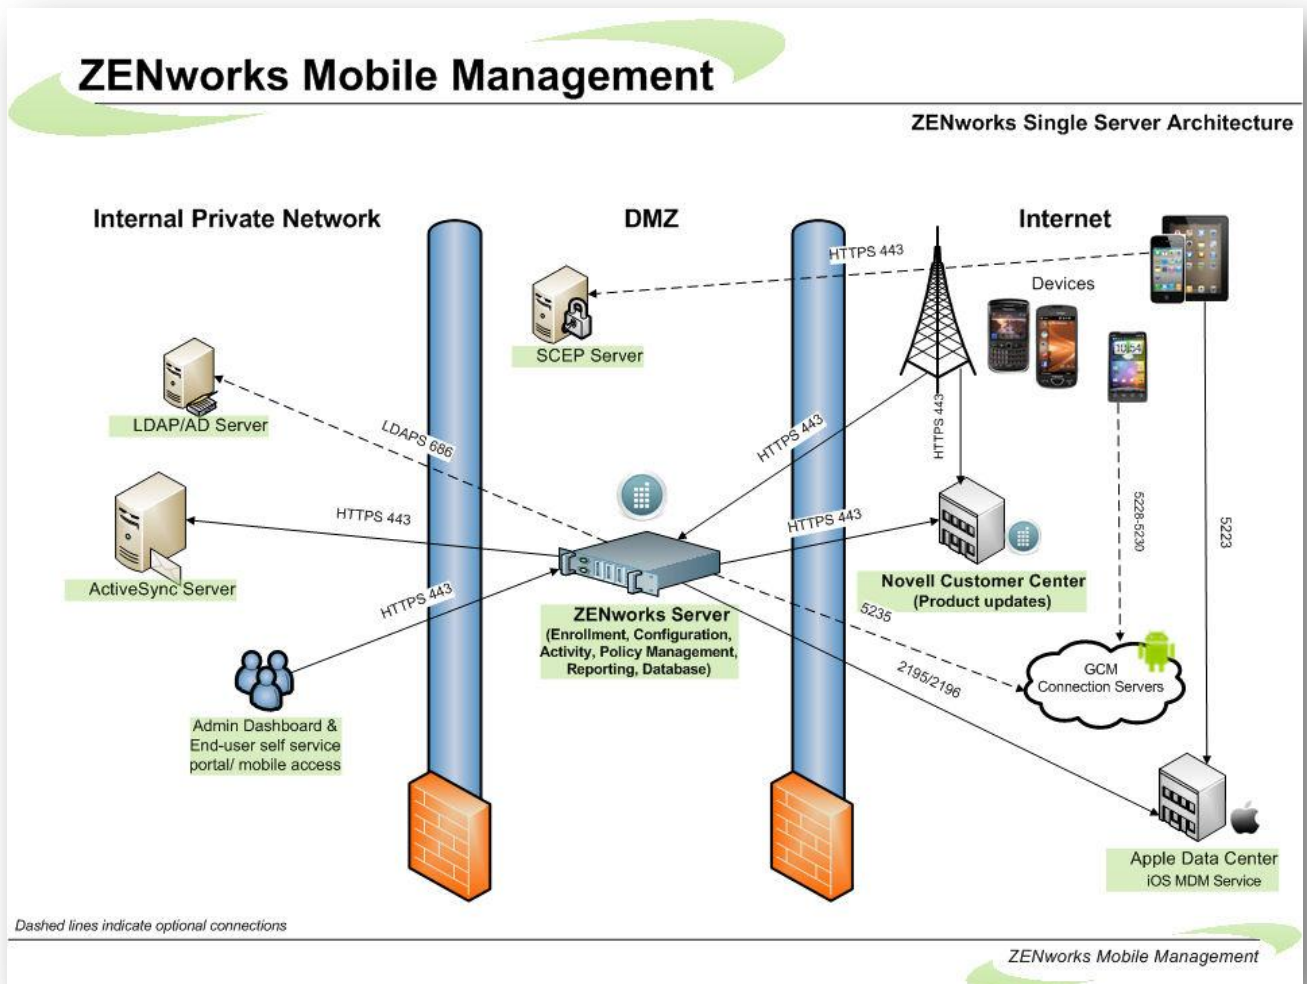 ZENworks Mobile Management
ZENworks Single Server Architecture
Internal Private Network
DMZ
Internet
HTTPS 443
Devices
SCEP Server
10:54
LDAP/AD Server
LDAPS 686
HTTPS 443
HTTPS 443
HTTPS 443
HTTPS 443
5228-5230
5223
ActiveSync Server
HTTPS 443
Novell Customer Center
(Product updates)
ZENworks Server
(Enrollment, Configuration,
Activity, Policy Management,
Reporting, Database)
5235
2195/2196
GCM
Connection Servers
Admin Dashboard &
End-user self service
portal/ mobile access
Apple Data Center
iOS MDM Service
Dashed lines indicate optional connections
ZENworks Mobile Management